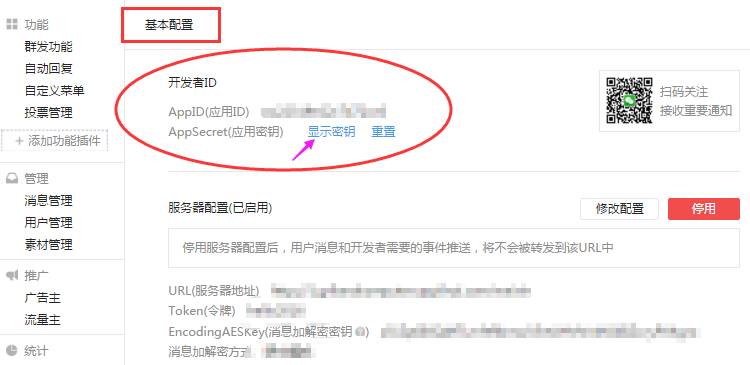 功能
群发功能
自动回复
自定义菜单
投票管理
+ 添加功能插件
管理
消息管理
用户管理
素材管理
推广
广告主
流量主
统计
基本配置
开发者ID
AppID(应用ID)
AppSecret(应用密钥) 显示密钥 重置
扫码关注
接收重要通知
服务器配置(已启用) 修改配置 停用
停用服务器配置后，用户消息和开发者需要的事件推送，将不会被转发到该URL中
URL(服务器地址)
Token(令牌)
EncodingAESKey(消息加解密密钥 ?)
消息加解密方式